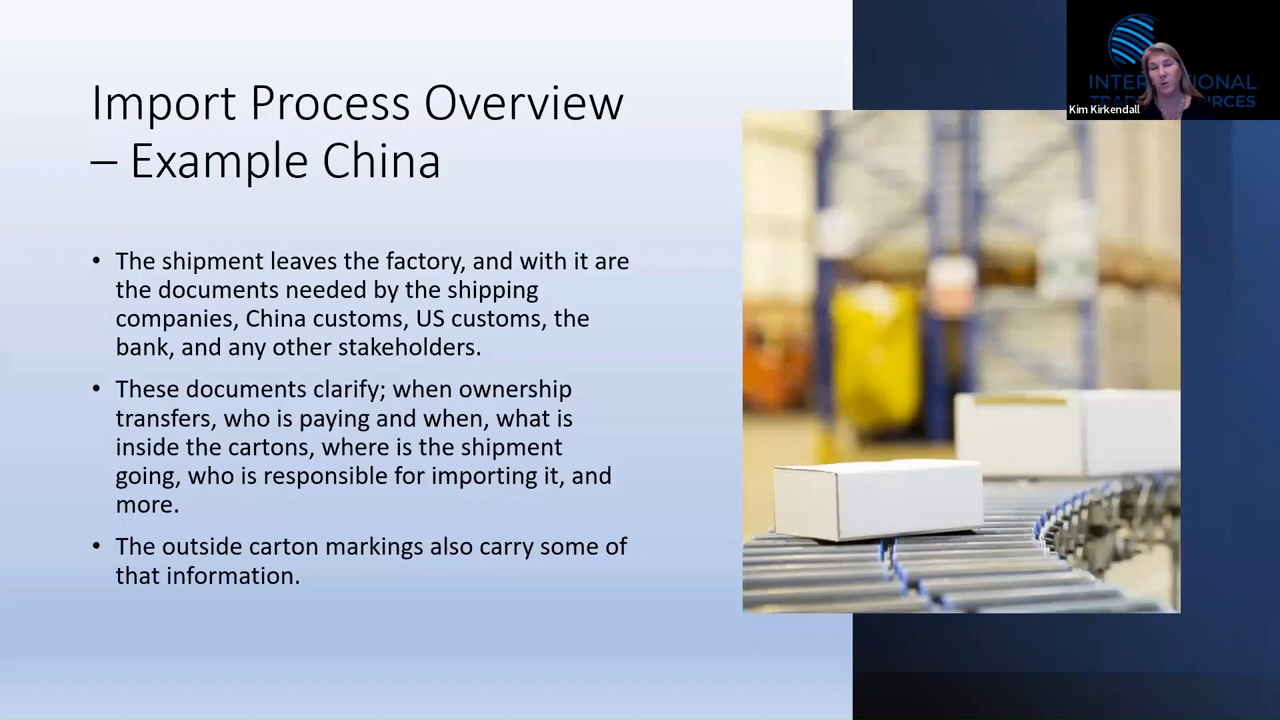 Import Process Overview
– Example China
• The shipment leaves the factory, and with it are
the documents needed by the shipping
companies, China customs, US customs, the
bank, and any other stakeholders.
• These documents clarify; when ownership
transfers, who is paying and when, what is
inside the cartons, where is the shipment
going, who is responsible for importing it, and
more.
• The outside carton markings also carry some of
that information.
Kim Kirkendall